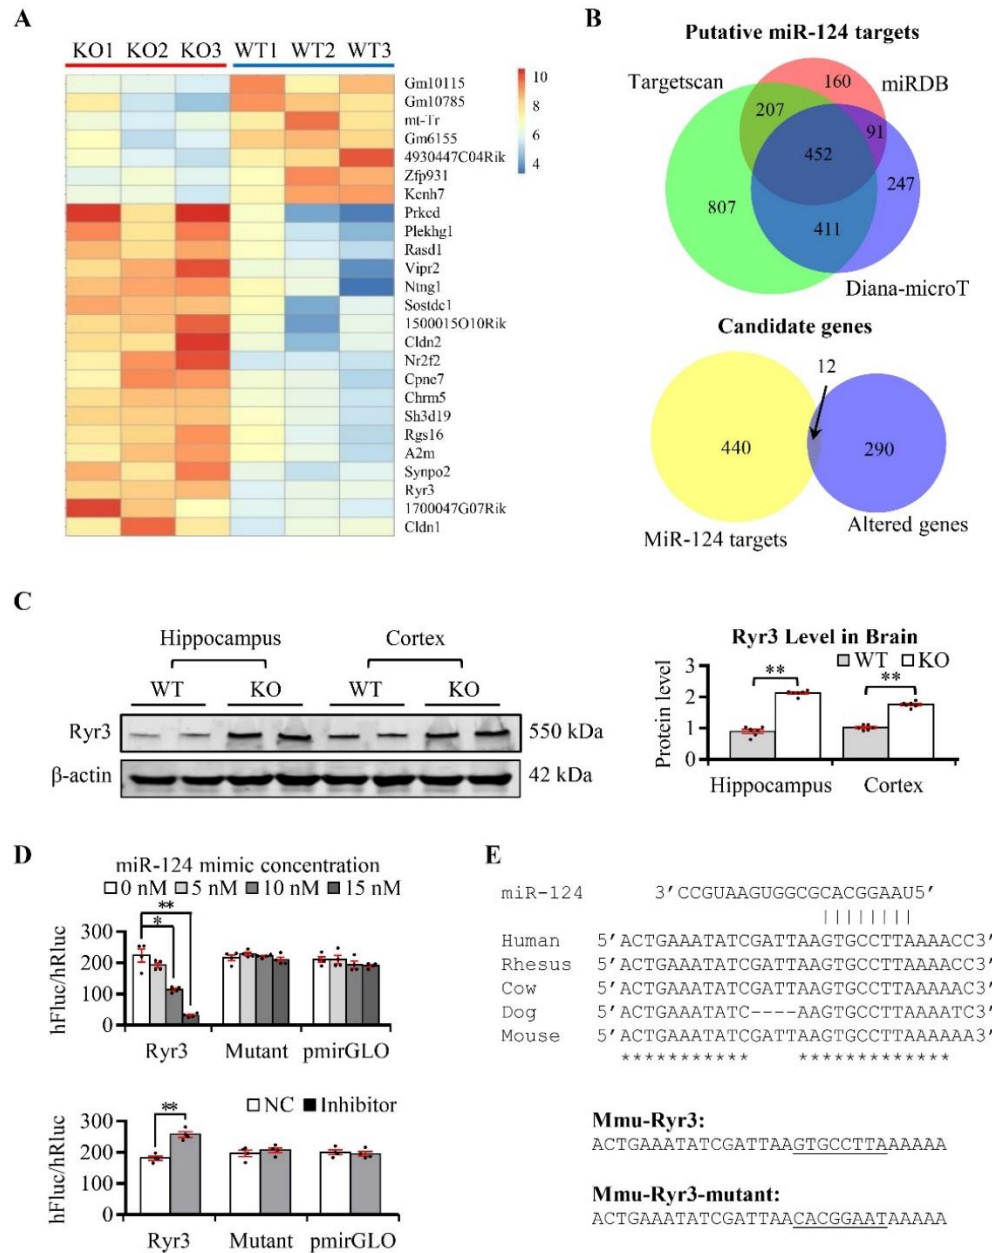 A
KO1 KO2 KO3 WT1 WT2 WT3
Gm10115
Gm10785
mt-Tr
Gm6155
4930447C04Rik
Zfp931
Kcnh7
Prkcd
Plekhg1
Rasd1
Vipr2
Ntng1
Sostdc1
1500015O10Rik
Cldn2
Nr2f2
Cpne7
Chrm5
Sh3d19
Rgs16
A2m
Synpo2
Ryr3
1700047G07Rik
Cldn1
10
8
6
4
B
Putative miR-124 targets
Targetscan
miRDB
160
207
91
452
247
807
411
Diana-microT
Candidate genes
12
440
290
MiR-124 targets
Altered genes
C
Hippocampus Cortex
WT KO WT KO
Ryr3 550 kDa
β-actin 42 kDa
Ryr3 Level in Brain
WT KO
** **
Protein level
3
2
1
0
Hippocampus Cortex
D
miR-124 mimic concentration
0 nM 5 nM 10 nM 15 nM
**
*
hFluc/hRluc
300
200
100
0
Ryr3 Mutant pmirGLO
NC Inhibitor
**
hFluc/hRluc
300
200
100
0
Ryr3 Mutant pmirGLO
E
miR-124 3’CCGUAAGUGGCGCACGGAAU5’
||||||||
Human 5’ACTGAAATATCGATTAAGTGCCTTAAAACC3’
Rhesus 5’ACTGAAATATCGATTAAGTGCCTTAAAACC3’
Cow 5’ACTGAAATATCGATTAAGTGCCTTAAAAAC3’
Dog 5’ACTGAAATATC----AAGTGCCTTAAAATC3’
Mouse 5’ACTGAAATATCGATTAAGTGCCTTAAAAAA3’
*********** ************
Mmu-Ryr3:
ACTGAAATATCGATTAAGTGCCTTAAAAAA
Mmu-Ryr3-mutant:
ACTGAAATATCGATTAACACGGAATAAAAA